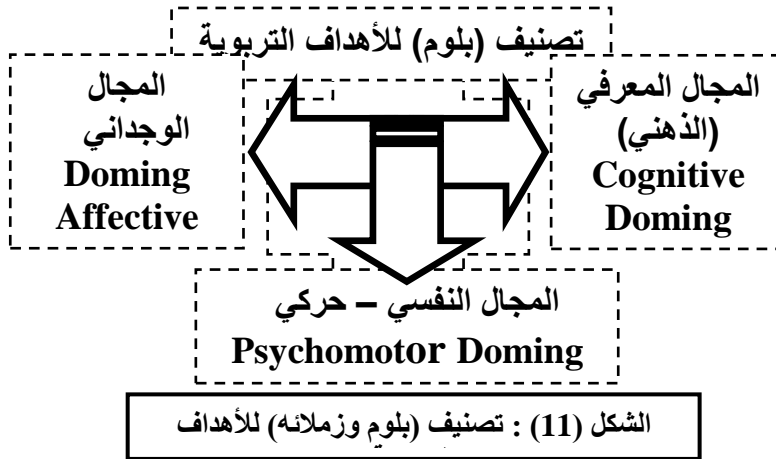 تصنيف (بلوم) للأهداف التربوية
المجال المعرفي
(الذهني)
Cognitive
Doming
المجال
الوجداني
Doming
Affective
المجال النفسي – حركي
Psychomotor Doming
الشكل (11) : تصنيف (بلوم وزملائه) للأهداف